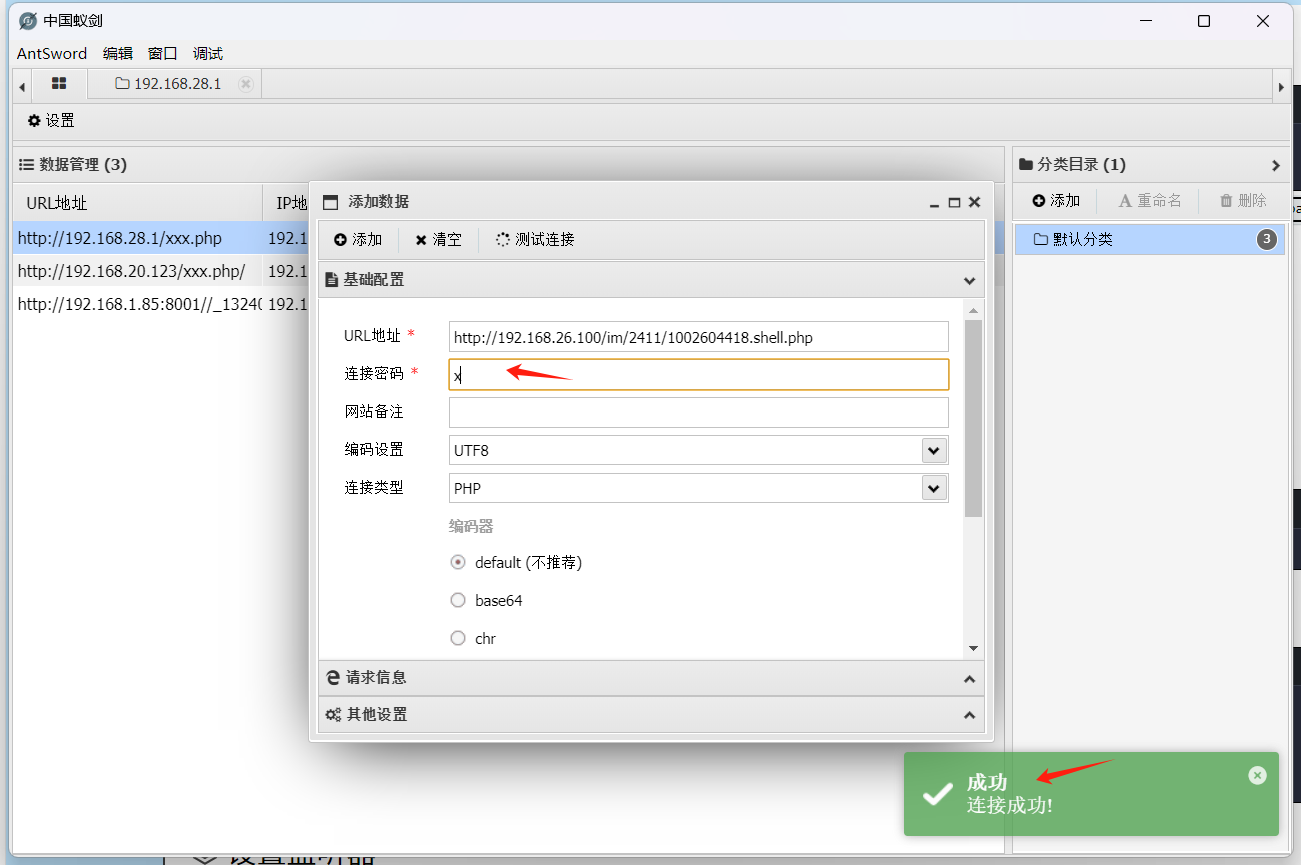 中国蚁剑
AntSword 编辑 窗口 调试
192.168.28.1
设置
数据管理 (3)
URL地址 IP地
http://192.168.28.1/xxx.php 192.1
http://192.168.20.123/xxx.php/ 192.1
http://192.168.1.85:8001//_1324 192.1
添加数据
添加 清空 测试连接
基础配置
URL地址 * http://192.168.26.100/im/2411/1002604418.shell.php
连接密码 * x
网站备注
编码设置 UTF8
连接类型 PHP
编码器
default (不推荐)
base64
chr
请求信息
其他设置
分类目录 (1)
添加 重命名 删除
默认分类 3
成功
连接成功!